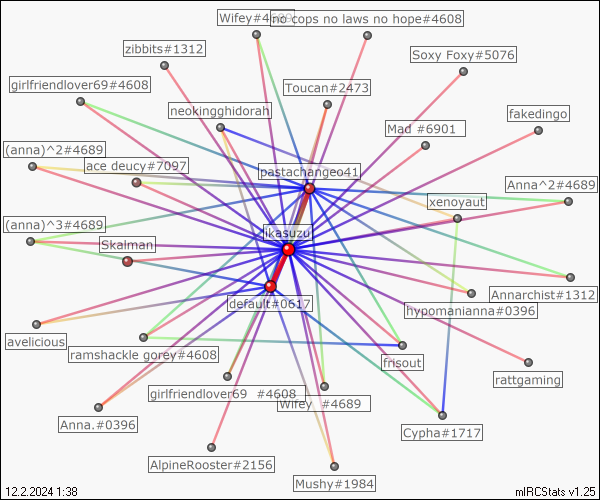 Wifey#4689
no cops no laws no hope#4608
zibbits#1312
Soxy Foxy#5076
girlfriendlover69#4608
Toucan#2473
neokingghidorah
fakedingo
Mad #6901
(anna)^2#4689
ace deucy#7097
pastachangeo41
Anna^2#4689
xenoyaut
(anna)^3#4689
ikasuzu
Skalman
Annarchist#1312
default#0617
hypomanianna#0396
avelicious
ramshackle gorey#4608
frisout
rattgaming
girlfriendlover69 #4608
Wifey #4689
Anna.#0396
Cypha#1717
AlpineRooster#2156
Mushy#1984
12.2.2024 1:38
mIRCStats v1.25